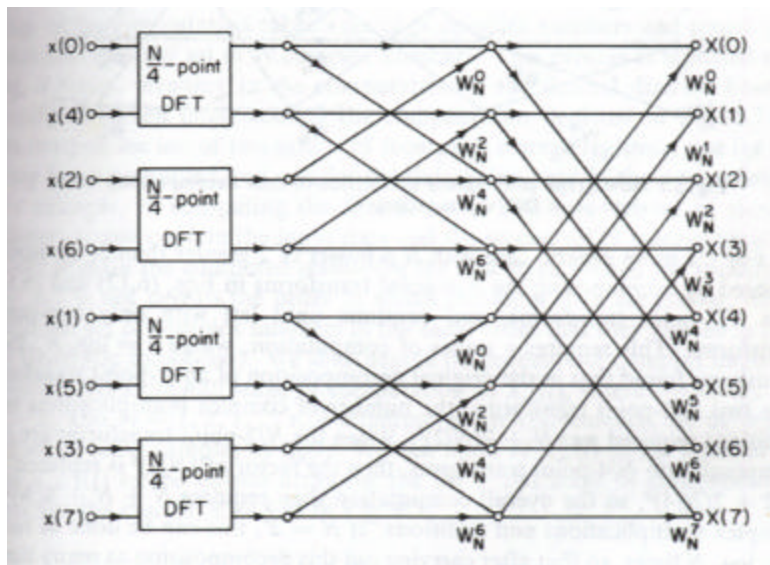 x(0) N/4-point DFT X(0)
W_N^0 W_N^0
x(4) X(1)
W_N^2 W_N
x(2) N/4-point DFT W_N^4 X(2)
W_N^2
x(6) X(3)
W_N^6 W_N^3
x(1) N/4-point DFT X(4)
W_N^0 W_N^4
x(5) X(5)
W_N^2 W_N^5
x(3) N/4-point DFT X(6)
W_N^4 W_N^6
x(7) X(7)
W_N^6 W_N^7